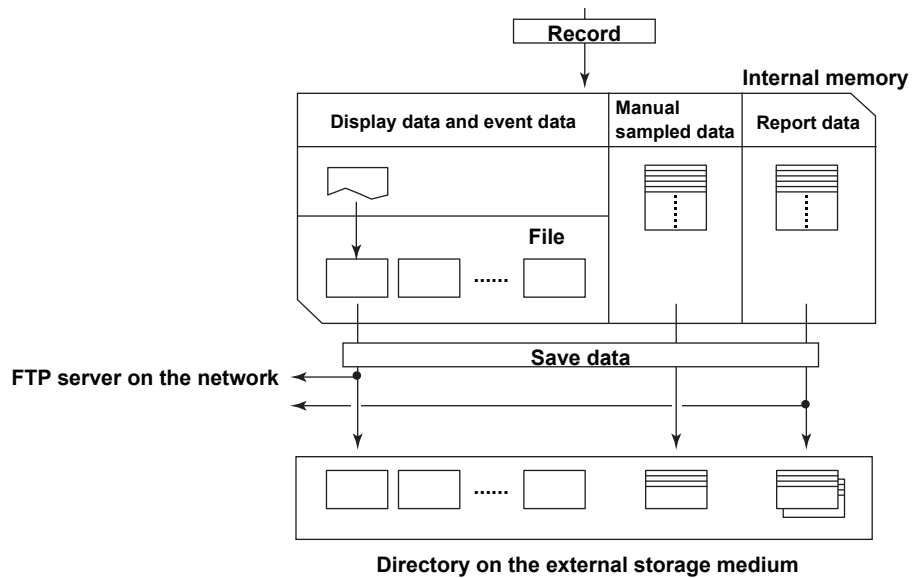 Record
Internal memory
Display data and event data
Manual
sampled data
Report data
File
Save data
FTP server on the network
Directory on the external storage medium